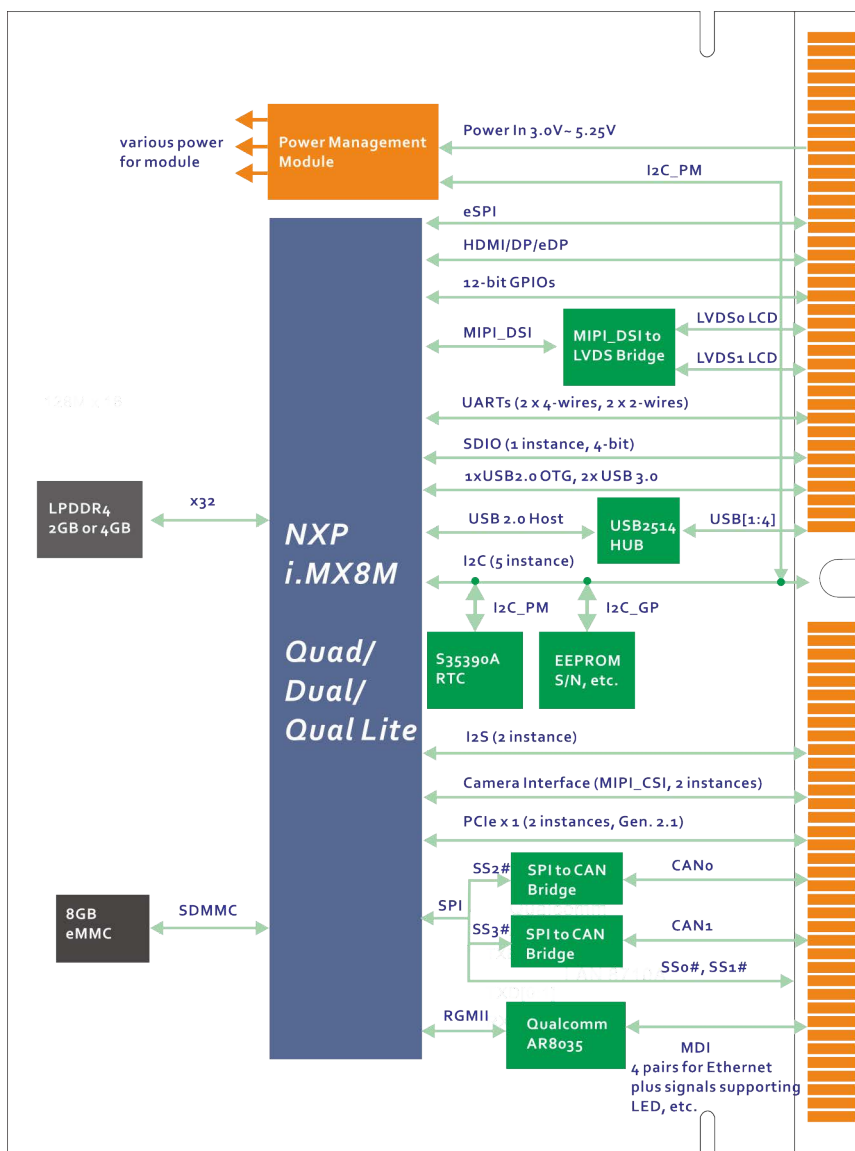 Power Management
Module
various power
for module
Power In 3.0V~ 5.25V
I2C_PM
eSPI
HDMI/DP/eDP
12-bit GPIOs
MIPI_DSI
MIPI_DSI to
LVDS Bridge
LVDS0 LCD
LVDS1 LCD
UARTs (2 x 4-wires, 2 x 2-wires)
SDIO (1 instance, 4-bit)
1xUSB2.0 OTG, 2x USB 3.0
LPDDR4
2GB or 4GB
x32
USB 2.0 Host
USB2514
HUB
USB[1:4]
NXP
i.MX8M
Quad/
Dual/
Qual Lite
I2C (5 instance)
I2C_PM
I2C_GP
S35390A
RTC
EEPROM
S/N, etc.
I2S (2 instance)
Camera Interface (MIPI_CSI, 2 instances)
PCIe x 1 (2 instances, Gen. 2.1)
SS2#
SPI to CAN
Bridge
CAN0
SPI
8GB
eMMC
SDMMC
SS3#
SPI to CAN
Bridge
CAN1
SS0#, SS1#
RGMII
Qualcomm
AR8035
MDI
4 pairs for Ethernet
plus signals supporting
LED, etc.